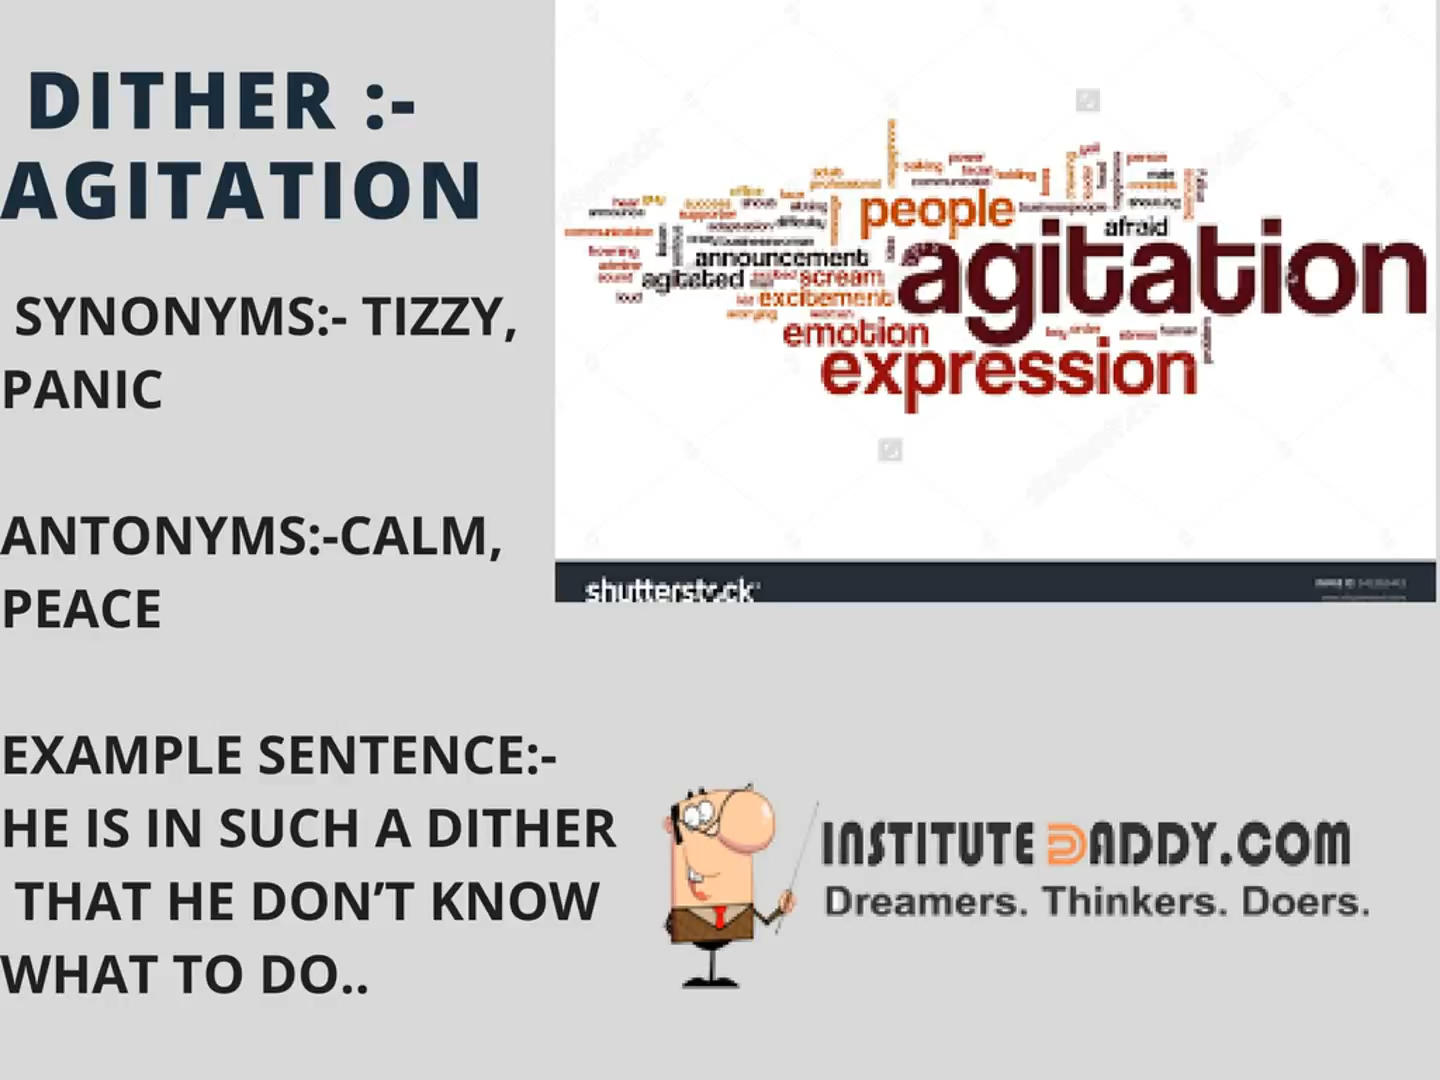 DITHER :-
AGITATION
SYNONYMS:- TIZZY,
PANIC
ANTONYMS:-CALM,
PEACE
EXAMPLE SENTENCE:-
HE IS IN SUCH A DITHER
THAT HE DON’T KNOW
WHAT TO DO..
people
afraid
agitation
announcement
agitated
scream
excitement
emotion
expression
shutterstock
INSTITUTE DADDY.COM
Dreamers. Thinkers. Doers.